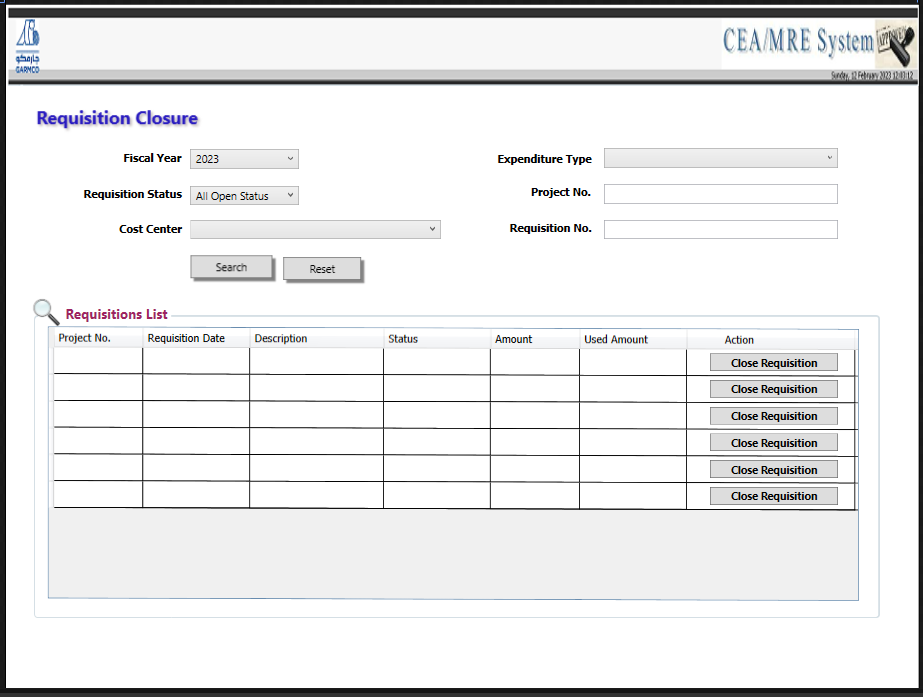 CEA/MRE System
APPROVED
جارمكو
GARMCO
Sunday, 12 February 2023 12:03:12
Requisition Closure
Fiscal Year 2023 Expenditure Type
Requisition Status All Open Status Project No.
Cost Center Requisition No.
Search Reset
Requisitions List
Project No. Requisition Date Description Status Amount Used Amount Action
Close Requisition
Close Requisition
Close Requisition
Close Requisition
Close Requisition
Close Requisition